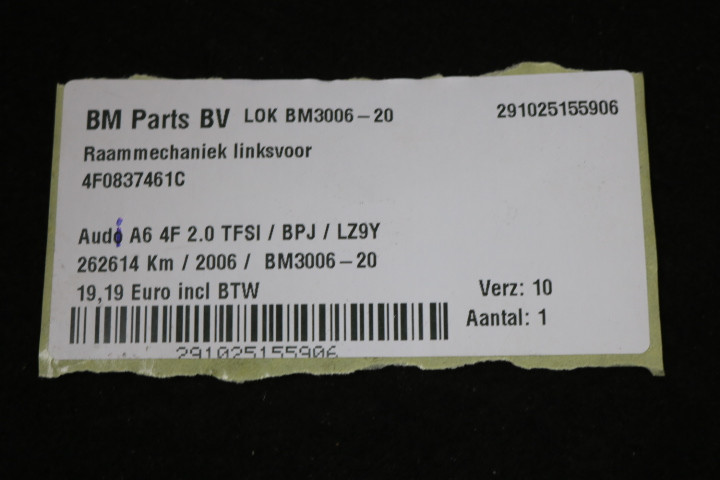 BM Parts BV LOK BM3006-20 291025155906
Raammechaniek linksvoor
4F0837461C
Audi A6 4F 2.0 TFSI / BPJ / LZ9Y
262614 Km / 2006 / BM3006-20
19,19 Euro incl BTW Verz: 10
Aantal: 1
291025155906